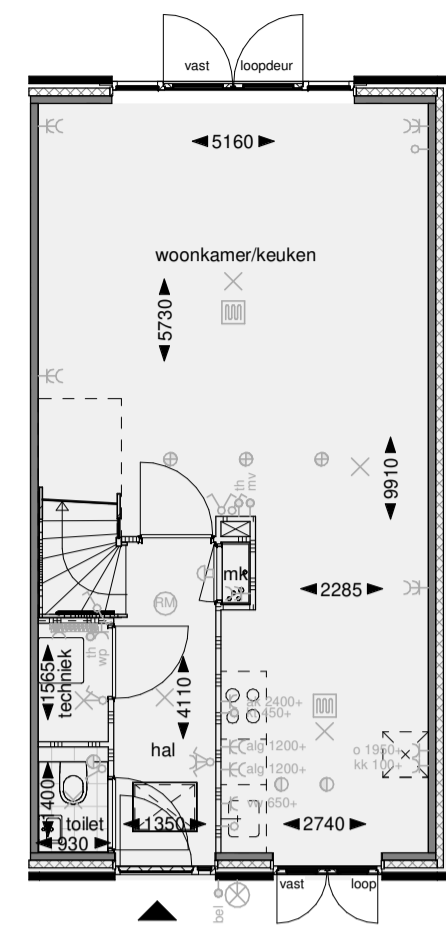 vast loopdeur
5160
woonkamer/keuken
5730
9910
th
mv
mk
2285
RM
th
wp
techniek
1565
4110
ak 2400+
450+
alg 1200+
alg 1200+
o 1950+
kk 100+
hal
vw 650+
toilet
1350
2740
930
vast loop
bel